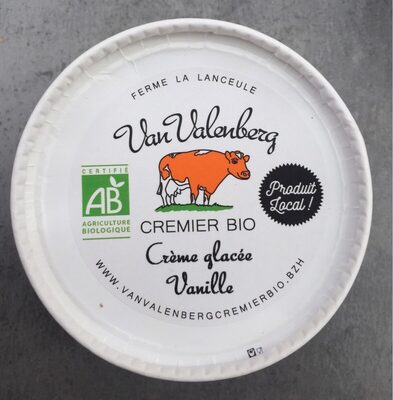 FERME LA LANCEULE
Van Valenberg
CERTIFIÉ
AB
AGRICULTURE
BIOLOGIQUE
Produit
Local !
CREMIER BIO
Crème glacée
Vanille
WWW.VANVALENBERGCREMIERBIO.BZH